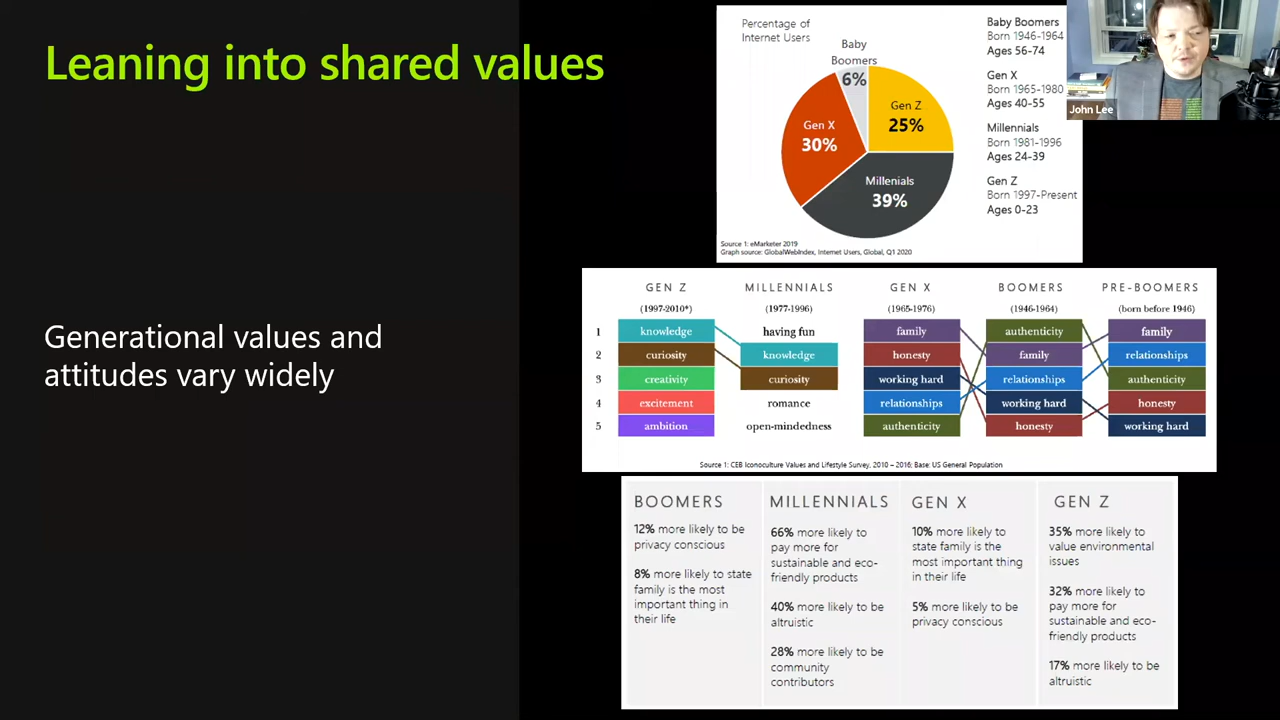 Leaning into shared values
Generational values and
attitudes vary widely
Percentage of
Internet Users
Baby
Boomers
6%
Gen Z
25%
Gen X
30%
Millenials
39%
Source 1: eMarketer 2019
Graph source: GlobalWebIndex, Internet Users, Global, Q1 2020
Baby Boomers
Born 1946-1964
Ages 56-74
Gen X
Born 1965-1980
Ages 40-55
Millennials
Born 1981-1996
Ages 24-39
Gen Z
Born 1997-Present
Ages 0-23
John Lee
GEN Z MILLENNIALS GEN X BOOMERS PRE-BOOMERS
(1997-2010*) (1977-1996) (1965-1976) (1946-1964) (born before 1946)
1 knowledge having fun family authenticity family
2 curiosity knowledge honesty family relationships
3 creativity curiosity working hard relationships authenticity
4 excitement romance relationships working hard honesty
5 ambition open-mindedness authenticity honesty working hard
Source 1: CEB Iconoculture Values and Lifestyle Survey, 2010 – 2016; Base: US General Population
BOOMERS
12% more likely to be
privacy conscious
8% more likely to state
family is the most
important thing in
their life
MILLENNIALS
66% more likely to
pay more for
sustainable and eco-
friendly products
40% more likely to be
altruistic
28% more likely to be
community
contributors
GEN X
10% more likely to
state family is the
most important thing
in their life
5% more likely to be
privacy conscious
GEN Z
35% more likely to
value environmental
issues
32% more likely to
pay more for
sustainable and eco-
friendly products
17% more likely to be
altruistic